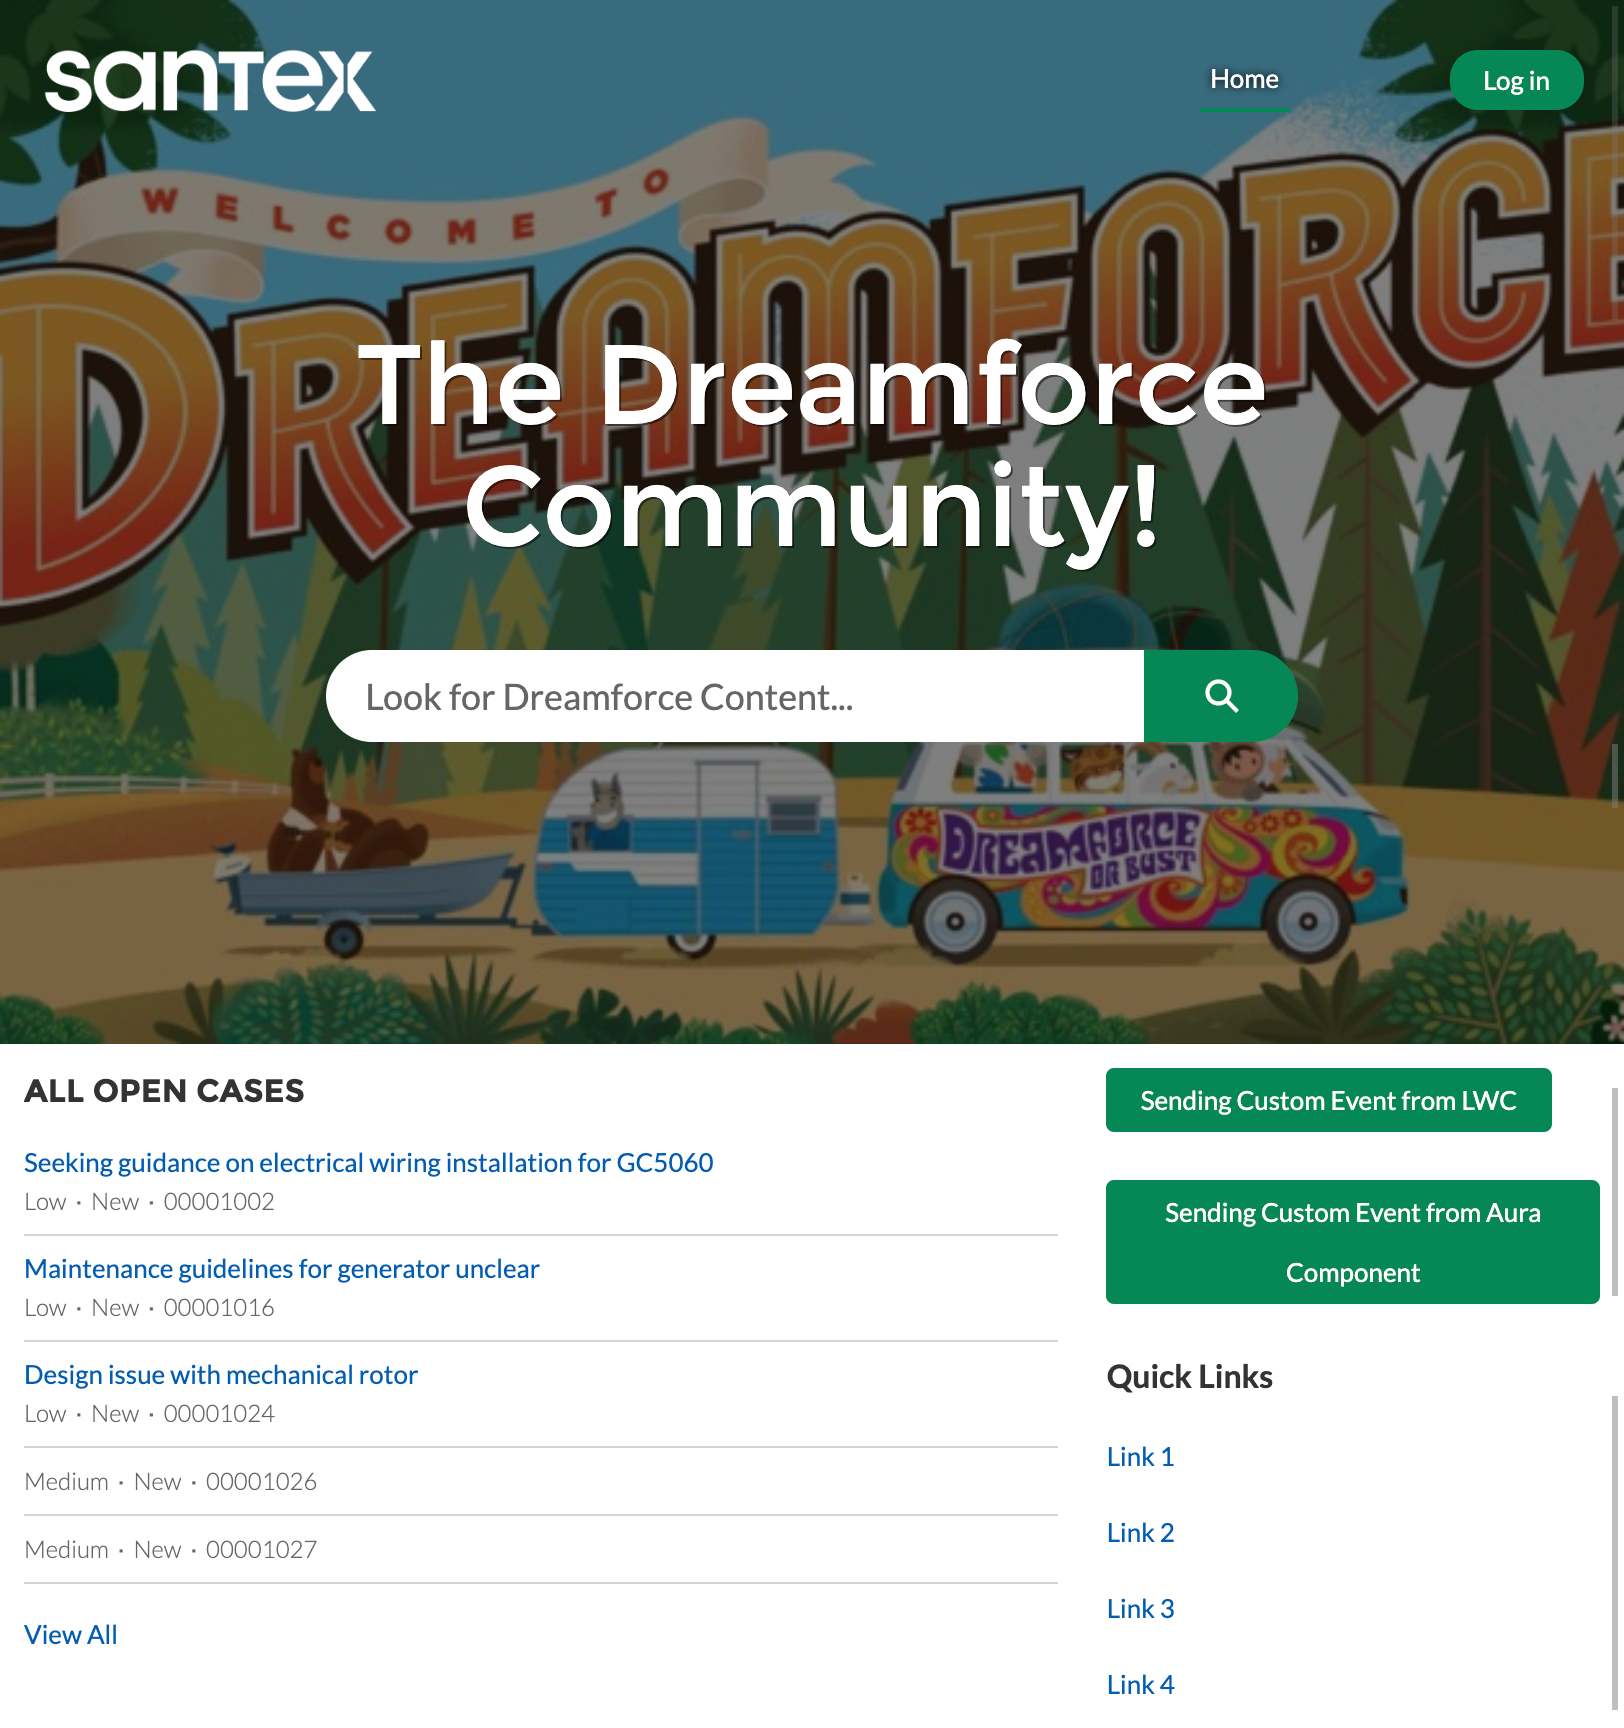 santex
Home
Log in
WELCOME TO
DREAMFORCE
The Dreamforce
Community!
Look for Dreamforce Content...
DREAMFORCE
OR BUST
ALL OPEN CASES
Seeking guidance on electrical wiring installation for GC5060
Low · New · 00001002
Maintenance guidelines for generator unclear
Low · New · 00001016
Design issue with mechanical rotor
Low · New · 00001024
Medium · New · 00001026
Medium · New · 00001027
View All
Sending Custom Event from LWC
Sending Custom Event from Aura
Component
Quick Links
Link 1
Link 2
Link 3
Link 4